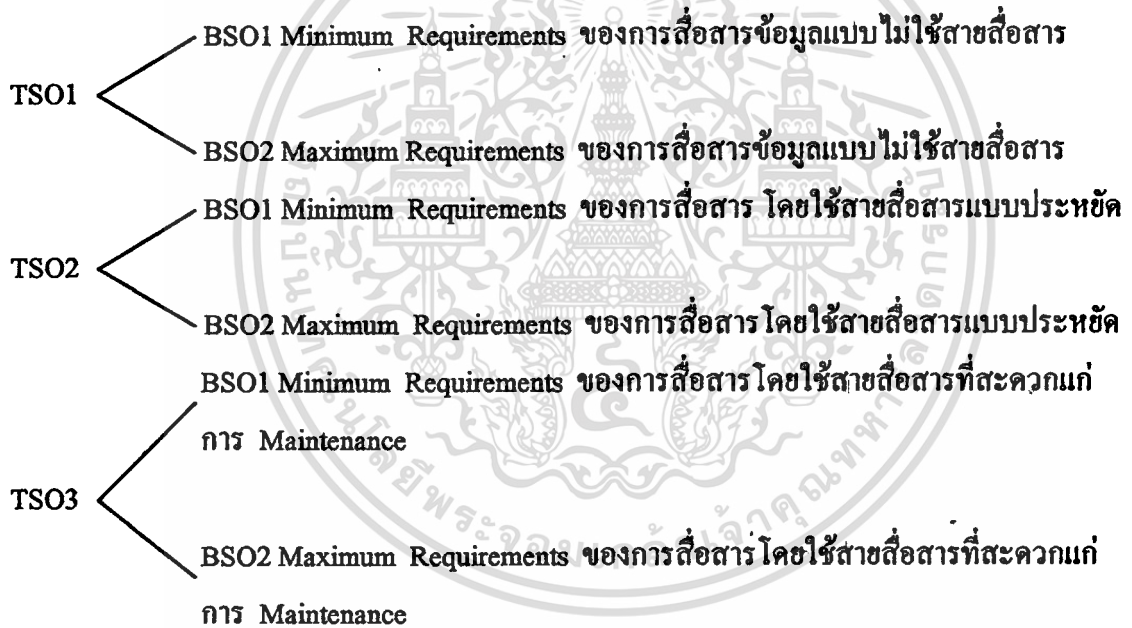 BSO1 Minimum Requirements ของการสื่อสารข้อมูลแบบไม่ใช้สายสื่อสาร
TSO1
BSO2 Maximum Requirements ของการสื่อสารข้อมูลแบบไม่ใช้สายสื่อสาร
BSO1 Minimum Requirements ของการสื่อสาร โดยใช้สายสื่อสารแบบประหยัด
TSO2
BSO2 Maximum Requirements ของการสื่อสารโดยใช้สายสื่อสารแบบประหยัด
BSO1 Minimum Requirements ของการสื่อสารโดยใช้สายสื่อสารที่สะดวกแก่
การ Maintenance
TSO3
BSO2 Maximum Requirements ของการสื่อสารโดยใช้สายสื่อสารที่สะดวกแก่
การ Maintenance